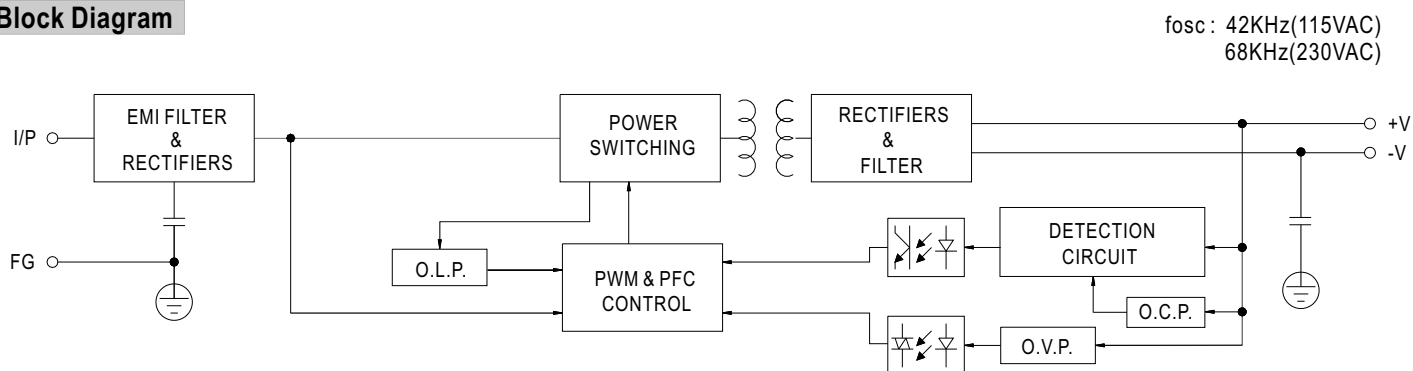 Block Diagram
fosc : 42KHz(115VAC)
68KHz(230VAC)
I/P
EMI FILTER
&
RECTIFIERS
POWER
SWITCHING
RECTIFIERS
&
FILTER
+V
-V
FG
O.L.P.
PWM & PFC
CONTROL
DETECTION
CIRCUIT
O.C.P.
O.V.P.